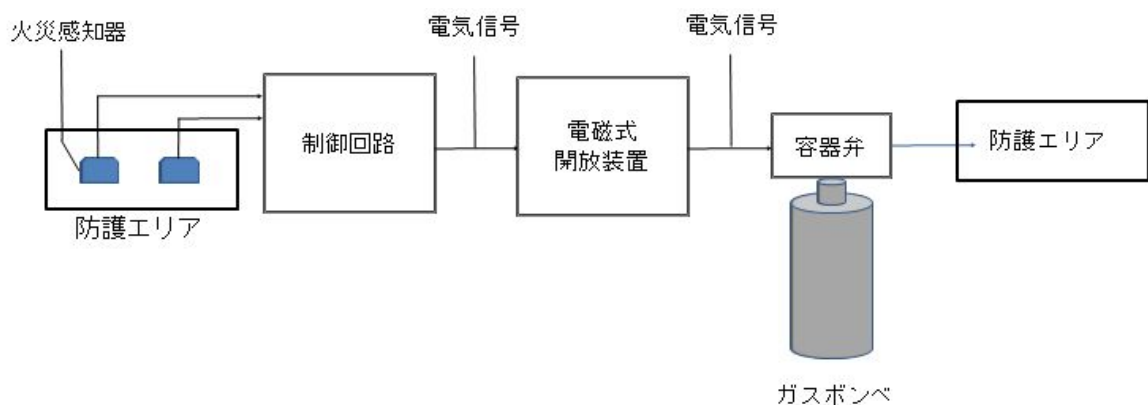 火災感知器
電気信号
電気信号
制御回路
電磁式
開放装置
容器弁
防護エリア
防護エリア
ガスボンベ